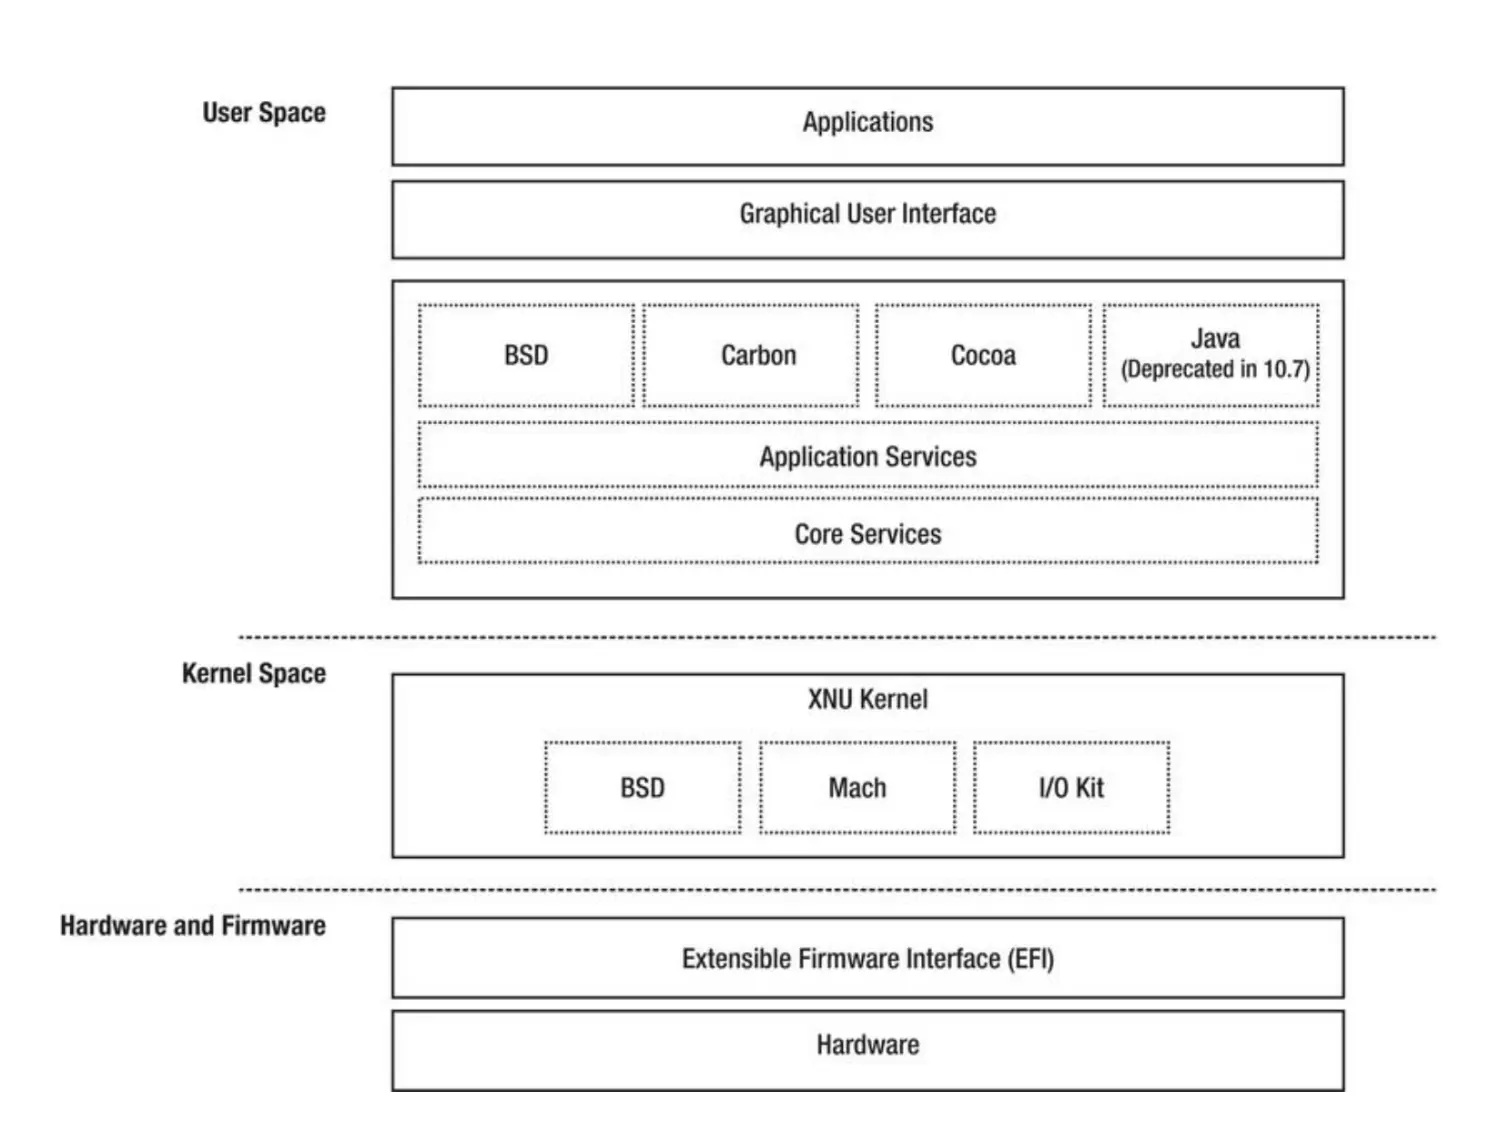 User Space
Applications
Graphical User Interface
BSD
Carbon
Cocoa
Java
(Deprecated in 10.7)
Application Services
Core Services
Kernel Space
XNU Kernel
BSD
Mach
I/O Kit
Hardware and Firmware
Extensible Firmware Interface (EFI)
Hardware